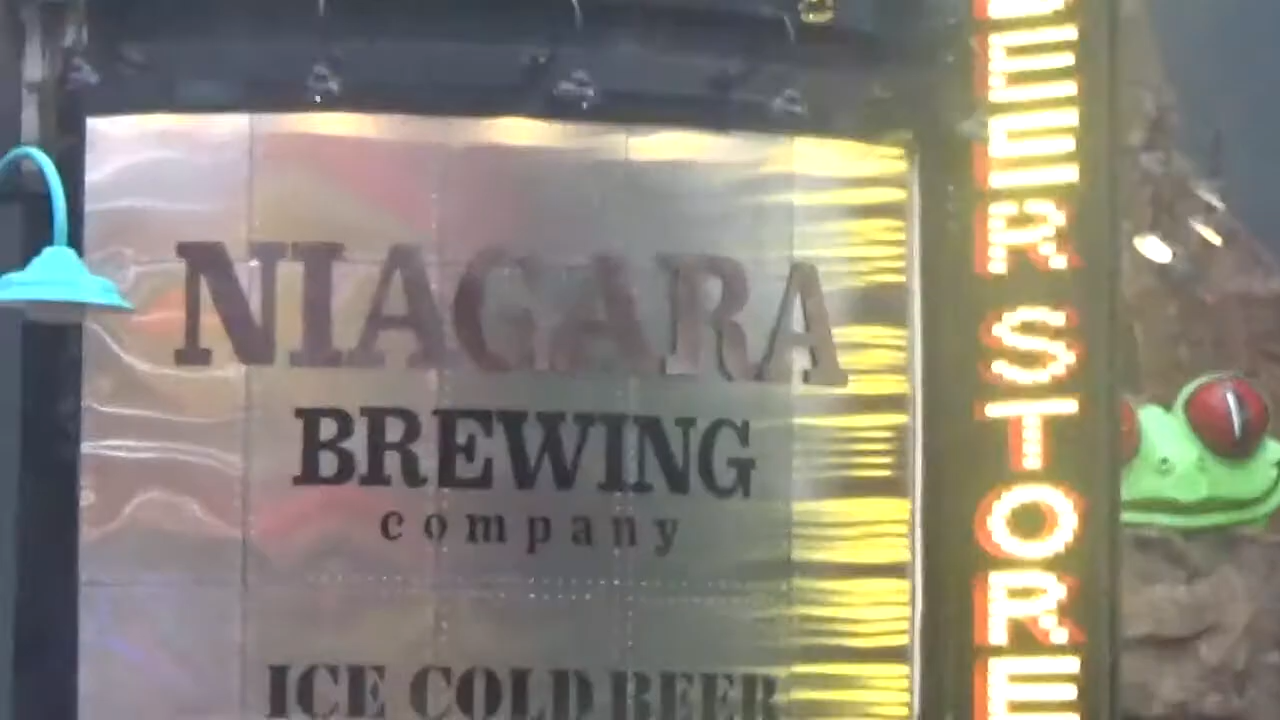 NIAGARA
BREWING
company
ICE COLD BEER
BEER STORE